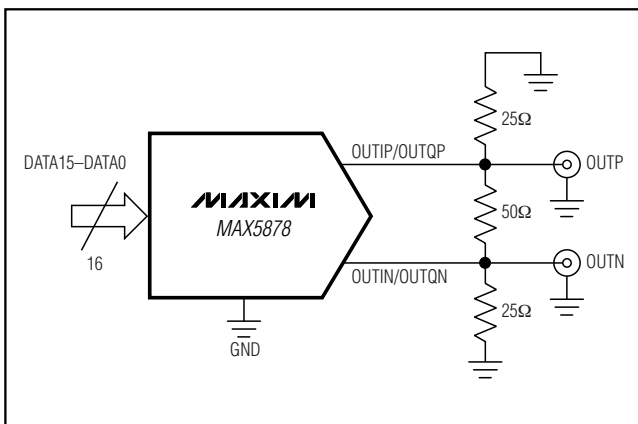 25Ω
OUTIP/OUTQP
OUTP
DATA15–DATA0
MAXIM
MAX5878
50Ω
16
OUTIN/OUTQN
OUTN
25Ω
GND